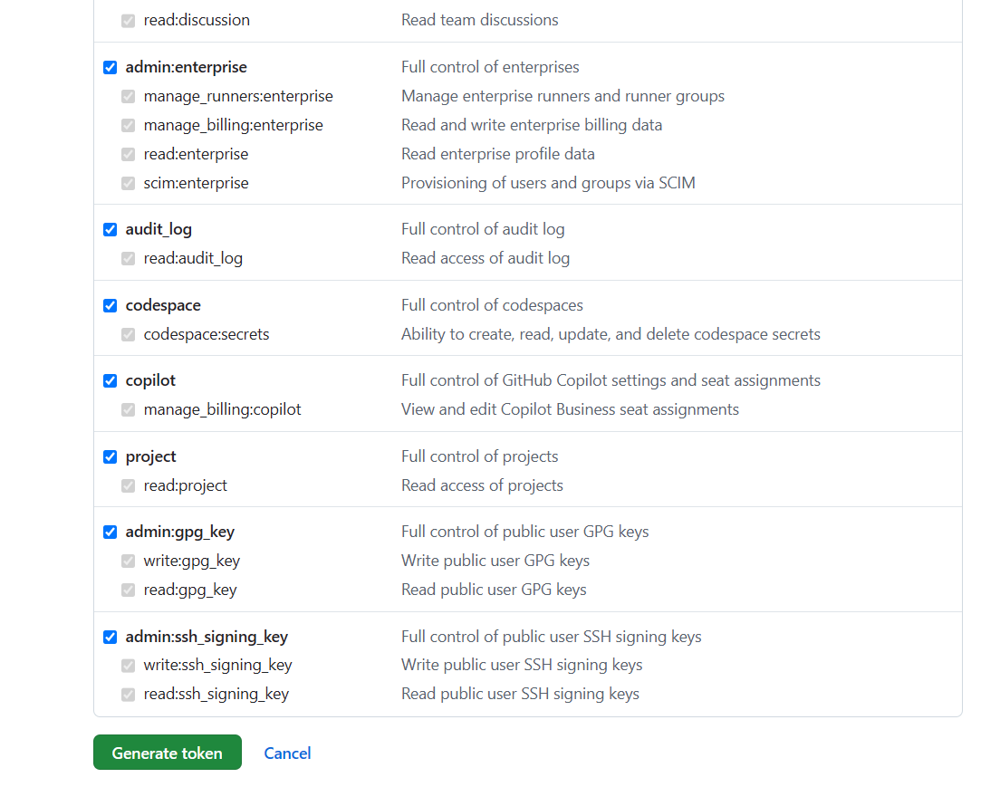 read:discussion Read team discussions
admin:enterprise Full control of enterprises
manage_runners:enterprise Manage enterprise runners and runner groups
manage_billing:enterprise Read and write enterprise billing data
read:enterprise Read enterprise profile data
scim:enterprise Provisioning of users and groups via SCIM
audit_log Full control of audit log
read:audit_log Read access of audit log
codespace Full control of codespaces
codespace:secrets Ability to create, read, update, and delete codespace secrets
copilot Full control of GitHub Copilot settings and seat assignments
manage_billing:copilot View and edit Copilot Business seat assignments
project Full control of projects
read:project Read access of projects
admin:gpg_key Full control of public user GPG keys
write:gpg_key Write public user GPG keys
read:gpg_key Read public user GPG keys
admin:ssh_signing_key Full control of public user SSH signing keys
write:ssh_signing_key Write public user SSH signing keys
read:ssh_signing_key Read public user SSH signing keys
Generate token Cancel